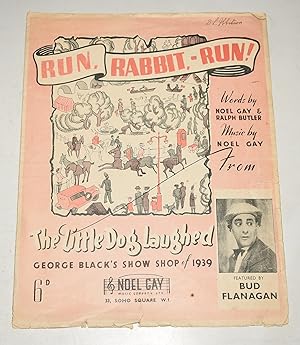 RUN, RABBIT,-RUN!
Words by
NOEL GAY &
RALPH BUTLER
Music by
NOEL GAY
From
The Little Dog Laughed
GEORGE BLACK'S SHOW SHOP of 1939
6D
NOEL GAY
MUSIC COMPANY LTD.
SOHO SQUARE W.1.
FEATURED BY
BUD
FLANAGAN